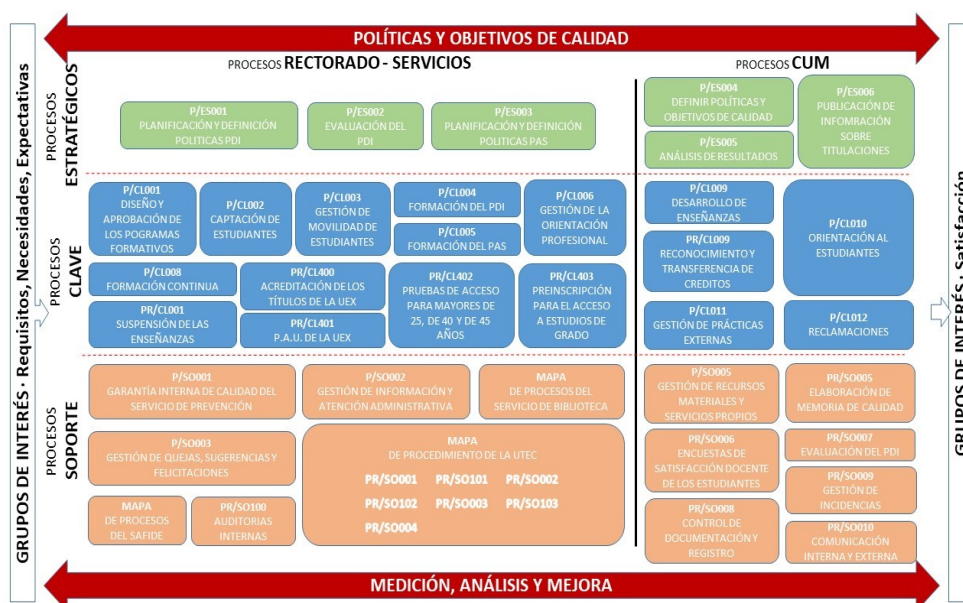 POLÍTICAS Y OBJETIVOS DE CALIDAD
GRUPOS DE INTERÉS · Requisitos, Necesidades, Expectativas
PROCESOS RECTORADO - SERVICIOS
PROCESOS CUM
PROCESOS
ESTRATÉGICOS
P/ES001
PLANIFICACIÓN Y DEFINICIÓN
POLITICAS PDI
P/ES002
EVALUACIÓN DEL
PDI
P/ES003
PLANIFICACIÓN Y DEFINICIÓN
POLITICAS PAS
P/ES004
DEFINIR POLÍTICAS Y
OBJETIVOS DE CALIDAD
P/ES005
ANÁLISIS DE RESULTADOS
P/ES006
PUBLICACIÓN DE
INFOMRACIÓN
SOBRE
TITULACIONES
PROCESOS
CLAVE
P/CL001
DISEÑO Y
APROBACIÓN DE
LOS POGRAMAS
FORMATIVOS
P/CL002
CAPTACIÓN DE
ESTUDIANTES
P/CL003
GESTIÓN DE
MOVILIDAD DE
ESTUDIANTES
P/CL004
FORMACIÓN DEL PDI
P/CL005
FORMACIÓN DEL PAS
P/CL006
GESTIÓN DE LA
ORIENTACIÓN
PROFESIONAL
P/CL008
FORMACIÓN CONTINUA
PR/CL001
SUSPENSIÓN DE LAS
ENSEÑANZAS
PR/CL400
ACREDITACIÓN DE LOS
TÍTULOS DE LA UEX
PR/CL401
P.A.U. DE LA UEX
PR/CL402
PRUEBAS DE ACCESO
PARA MAYORES DE
25, DE 40 Y DE 45
AÑOS
PR/CL403
PREINSCRIPCIÓN
PARA EL ACCESO
A ESTUDIOS DE
GRADO
P/CL009
DESARROLLO DE
ENSEÑANZAS
PR/CL009
RECONOCIMIENTO Y
TRANSFERENCIA DE
CREDITOS
P/CL010
ORIENTACIÓN AL
ESTUDIANTES
P/CL011
GESTIÓN DE PRÁCTICAS
EXTERNAS
P/CL012
RECLAMACIONES
PROCESOS
SOPORTE
P/SO001
GARANTÍA INTERNA DE CALIDAD DEL
SERVICIO DE PREVENCIÓN
P/SO002
GESTIÓN DE INFORMACIÓN Y
ATENCIÓN ADMINISTRATIVA
MAPA
DE PROCESOS DEL
SERVICIO DE BIBLIOTECA
P/SO003
GESTIÓN DE QUEJAS, SUGERENCIAS Y
FELICITACIONES
MAPA
DE PROCESOS
DEL SAFIDE
PR/SO100
AUDITORIAS
INTERNAS
MAPA
DE PROCEDIMIENTO DE LA UTEC
PR/SO001 PR/SO101 PR/SO002
PR/SO102 PR/SO003 PR/SO103
PR/SO004
P/SO005
GESTIÓN DE RECURSOS
MATERIALES Y
SERVICIOS PROPIOS
PR/SO005
ELABORACIÓN DE
MEMORIA DE CALIDAD
PR/SO006
ENCUESTAS DE
SATISFACCIÓN DOCENTE
DE LOS ESTUDIANTES
PR/SO007
EVALUACIÓN DEL PDI
PR/SO008
CONTROL DE
DOCUMENTACIÓN Y
REGISTRO
PR/SO009
GESTIÓN DE
INCIDENCIAS
PR/SO010
COMUNICACIÓN
INTERNA Y EXTERNA
GRUPOS DE INTERÉS · Satisfacción
MEDICIÓN, ANÁLISIS Y MEJORA